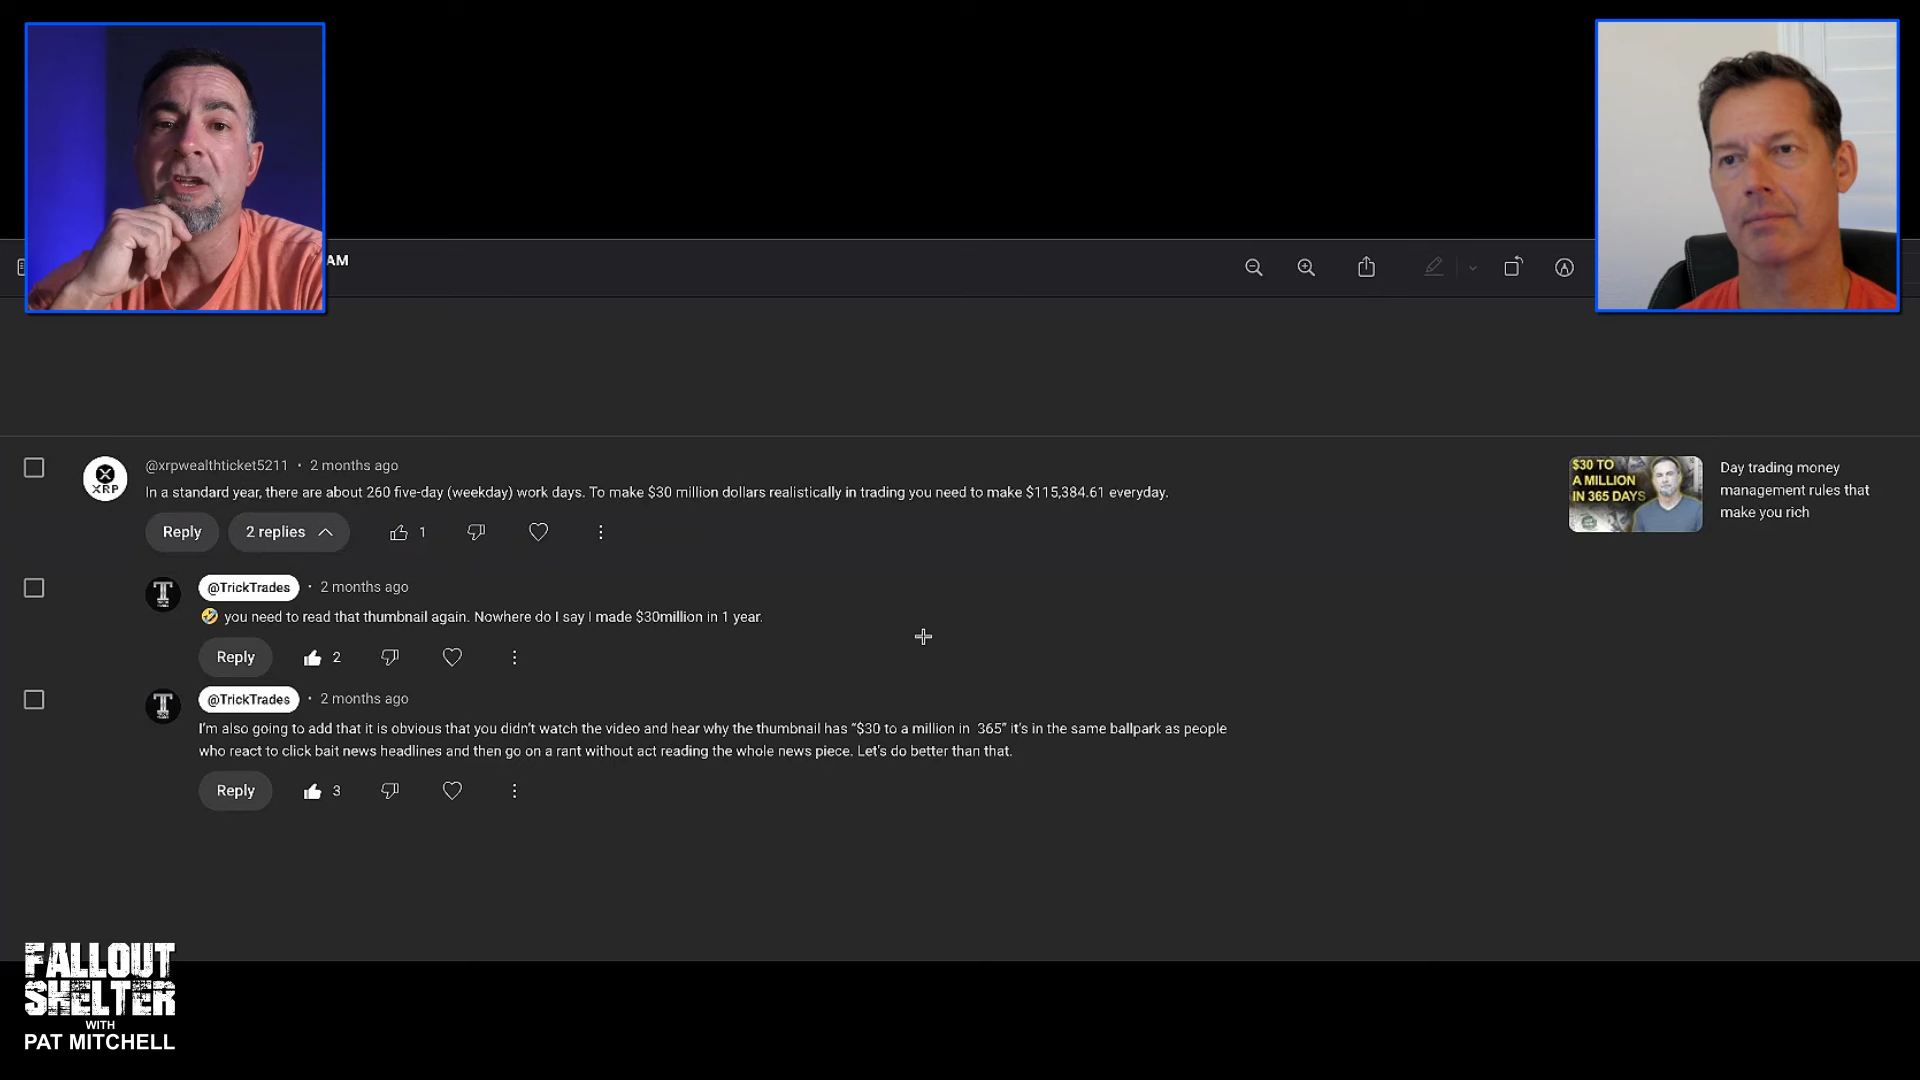 AM
@xrpwealthticket5211 • 2 months ago
In a standard year, there are about 260 five-day (weekday) work days. To make $30 million dollars realistically in trading you need to make $115,384.61 everyday.
Reply 2 replies 1
XRP
$30 TO
A MILLION
IN 365 DAYS
Day trading money
management rules that
make you rich
@TrickTrades • 2 months ago
🤣 you need to read that thumbnail again. Nowhere do I say I made $30million in 1 year.
Reply 2
@TrickTrades • 2 months ago
I'm also going to add that it is obvious that you didn't watch the video and hear why the thumbnail has “$30 to a million in 365” it's in the same ballpark as people
who react to click bait news headlines and then go on a rant without act reading the whole news piece. Let's do better than that.
Reply 3
FALLOUT
SHELTER
WITH
PAT MITCHELL